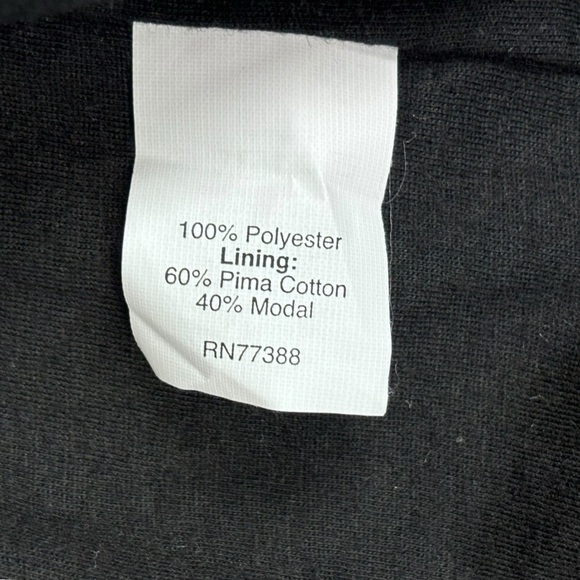 100% Polyester
Lining:
60% Pima Cotton
40% Modal
RN77388